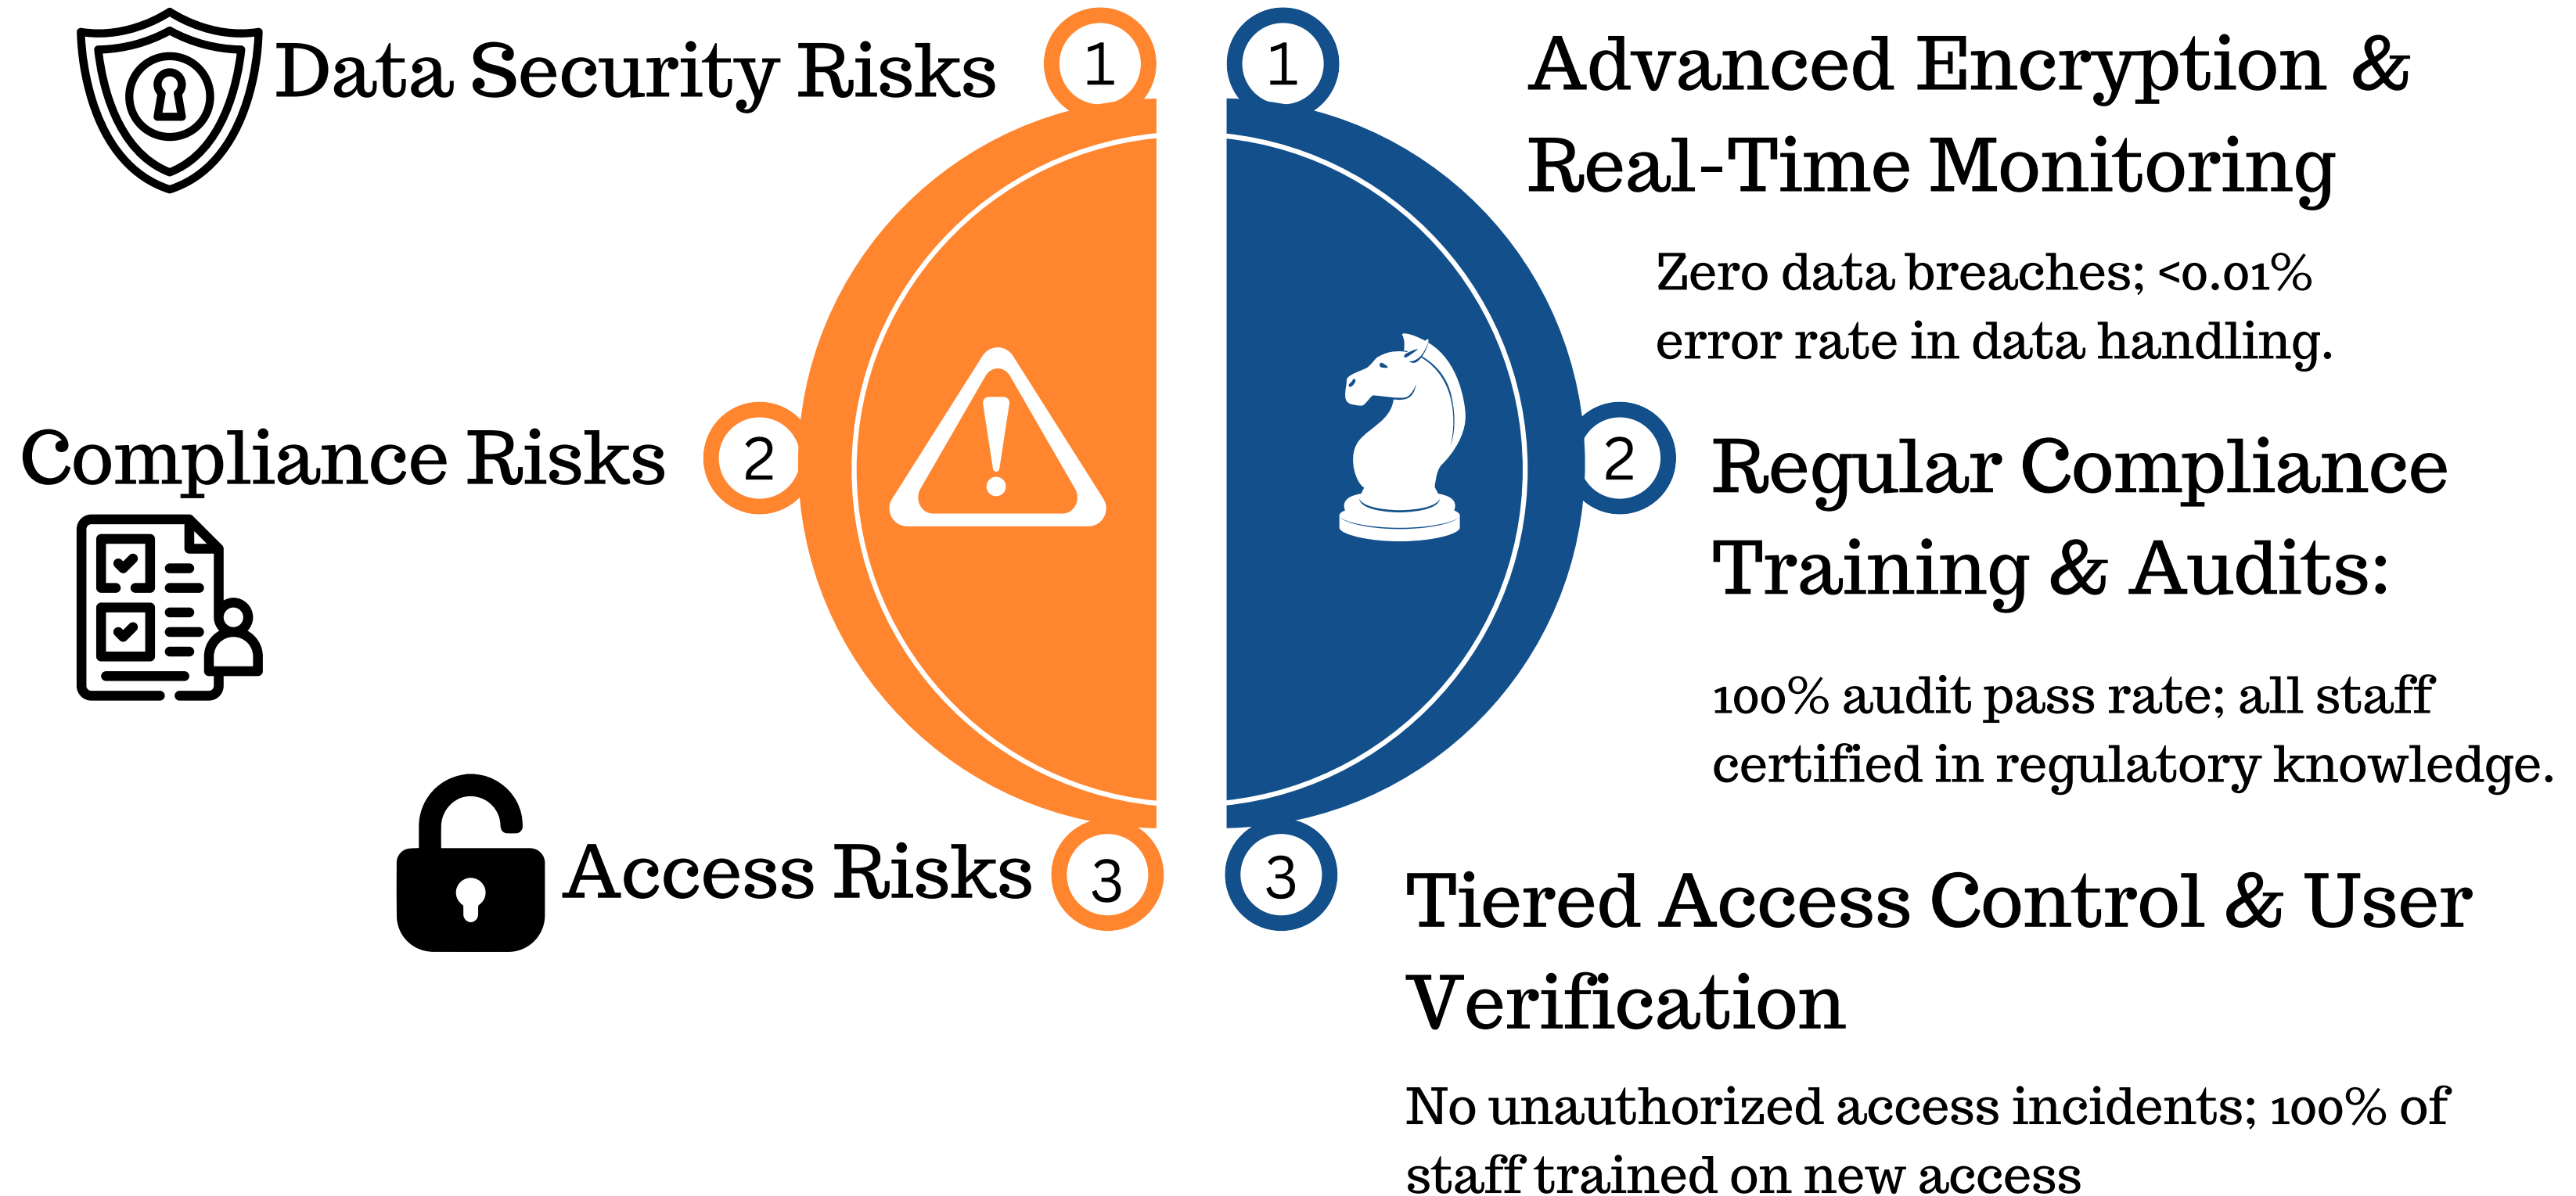 Data Security Risks
1
1
Advanced Encryption &
Real-Time Monitoring
Zero data breaches; <0.01%
error rate in data handling.
Compliance Risks
2
2
Regular Compliance
Training & Audits:
100% audit pass rate; all staff
certified in regulatory knowledge.
Access Risks
3
3
Tiered Access Control & User
Verification
No unauthorized access incidents; 100% of
staff trained on new access